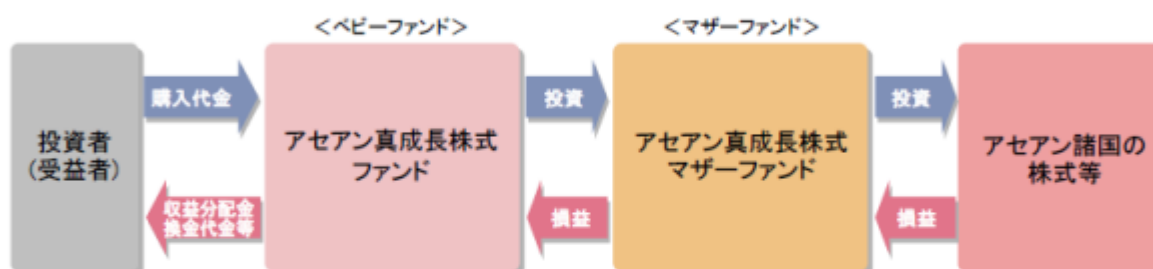 ＜ベビーファンド＞
＜マザーファンド＞
投資者
(受益者)
購入代金
収益分配金
換金代金等
アセアン真成長株式
ファンド
投資
損益
アセアン真成長株式
マザーファンド
投資
損益
アセアン諸国の
株式等